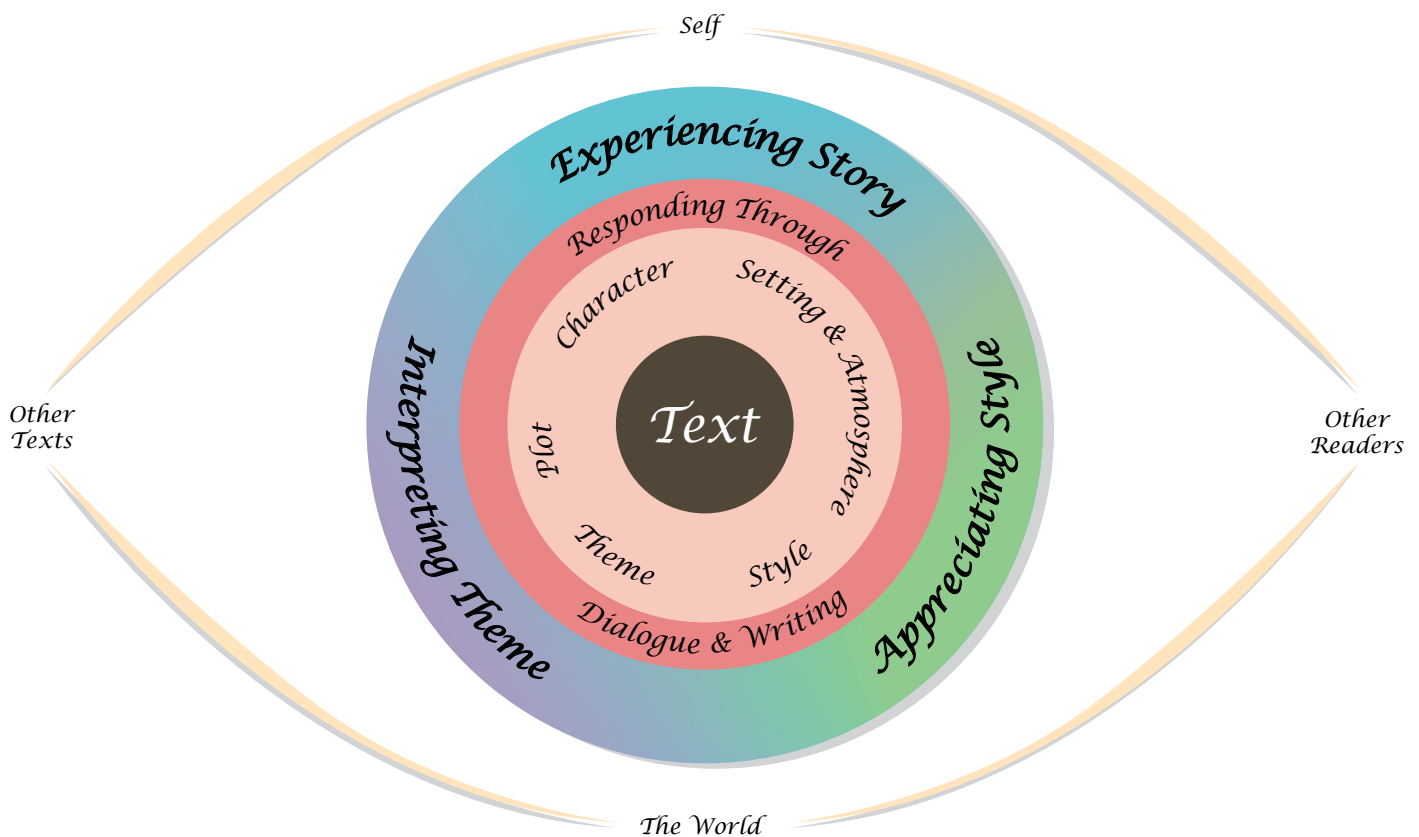 Self
Experiencing Story
Responding Through
Character
Setting & Atmosphere
Interpreting Theme
Appreciating Style
Other
Texts
Plot
Text
Other
Readers
Theme
Style
Dialogue & Writing
The World